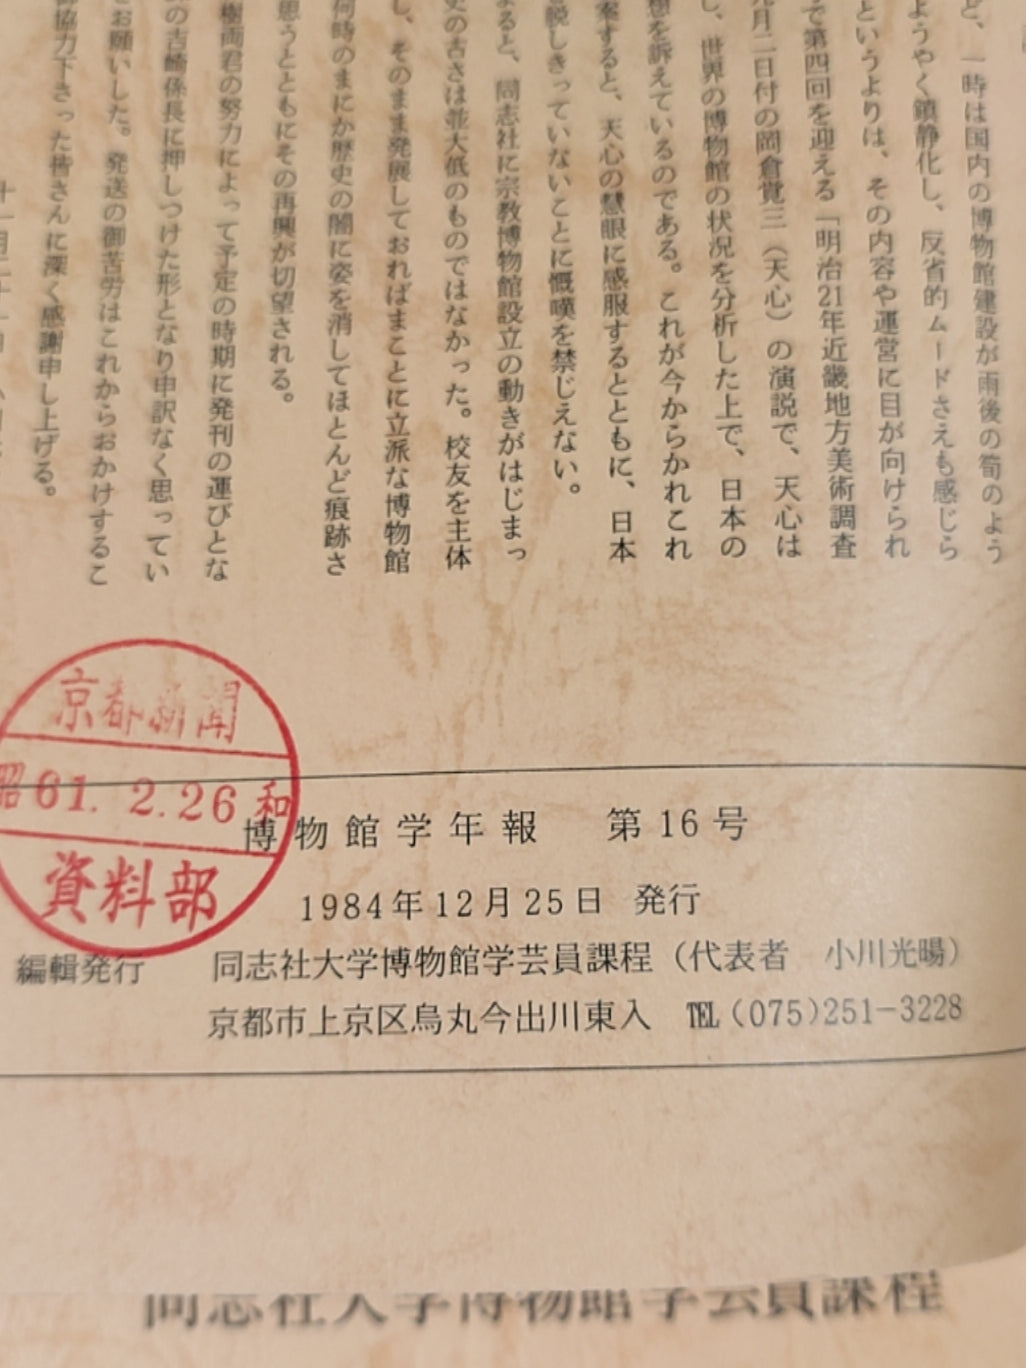 ど、一時は国内の博物館建設が雨後の筍のよう
ようやく鎮静化し、反省的ムードさえも感じら
というよりは、その内容や運営に目が向けられ
で第四回を迎える「明治21年近畿地方美術調査
九月二日付の岡倉覚三(天心)の演説で、天心は
し、世界の博物館の状況を分析した上で、日本の
想を訴えているのである。これが今からかれこれ
案すると、天心の慧眼に感服するとともに、日本
脱しきっていないことに慨嘆を禁じえない。
ると、同志社に宗教博物館設立の動きがはじまっ
史の古さは並大低のものではなかった。校友を主体
し、そのまま発展しておればまことに立派な博物館
何時のまにか歴史の闇に姿を消してほとんど痕跡さ
思うとともにその再興が切望される。
樹両君の努力によって予定の時期に発刊の運びとな
の吉崎係長に押しつけた形となり申訳なく思ってい
お願いした。発送の御苦労はこれからおかけするこ
御協力下さった皆さんに深く感謝申し上げる。
京都新聞
昭61.2.26和
資料部
博物館学年報 第16号
1984年12月25日 発行
編輯発行 同志社大学博物館学芸員課程(代表者 小川光暘)
京都市上京区烏丸今出川東入 TEL(075)251-3228
同志社大学博物館学芸員課程